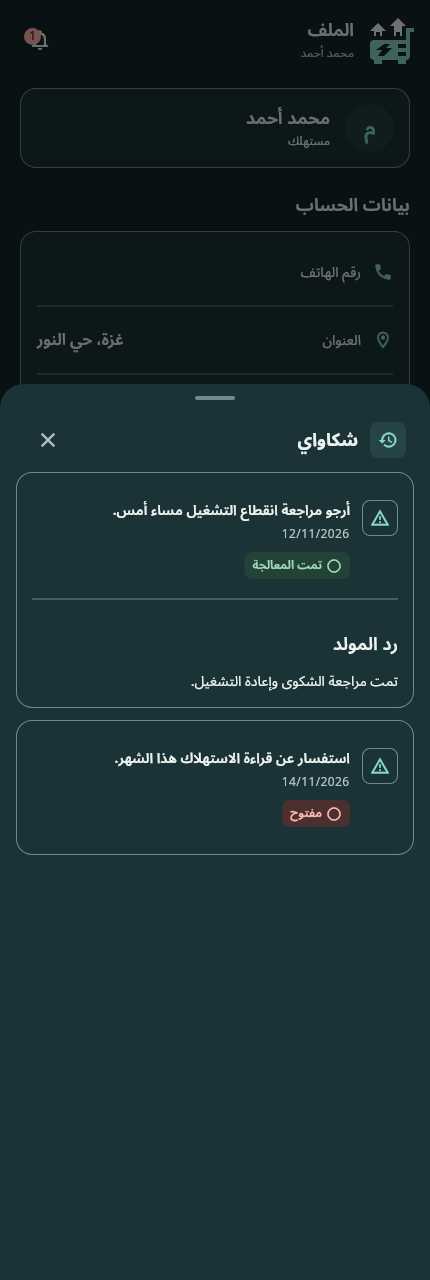 الملف
محمد أحمد
1
م
محمد أحمد
مستهلك
بيانات الحساب
رقم الهاتف
العنوان
غزة، حي النور
شكاواي
أرجو مراجعة انقطاع التشغيل مساء أمس.
12/11/2026
تمت المعالجة
رد المولد
تمت مراجعة الشكوى وإعادة التشغيل.
استفسار عن قراءة الاستهلاك هذا الشهر.
14/11/2026
مفتوح